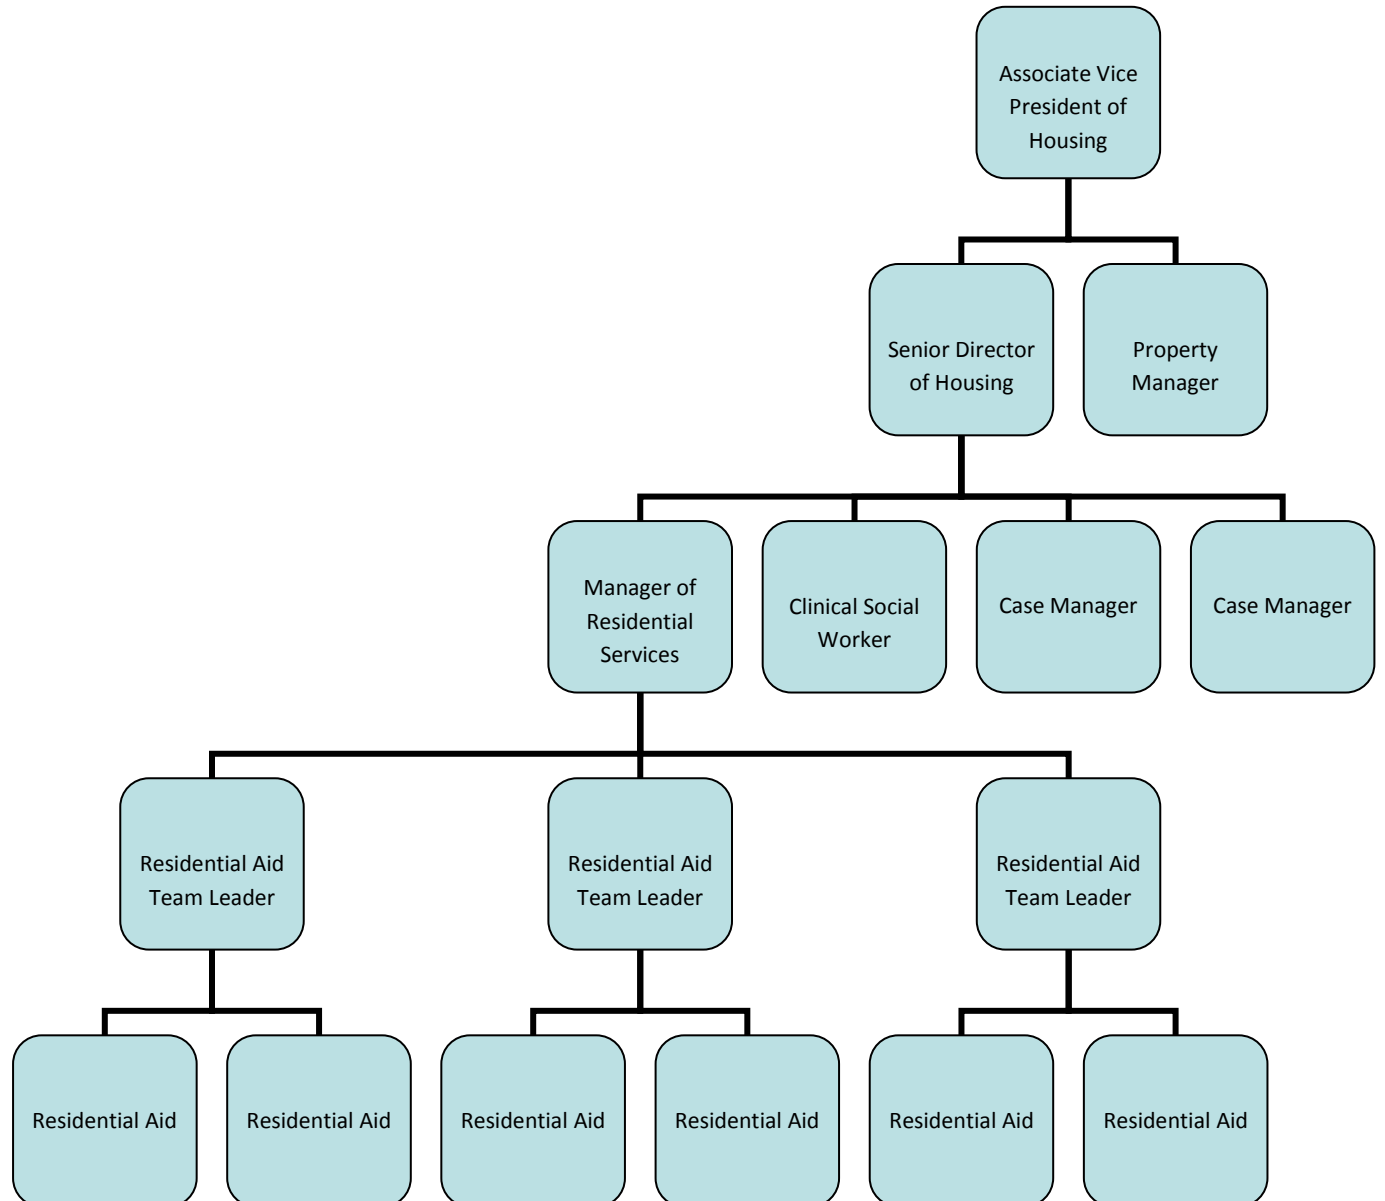 Associate Vice
President of
Housing
Senior Director
of Housing
Property
Manager
Manager of
Residential
Services
Clinical Social
Worker
Case Manager
Case Manager
Residential Aid
Team Leader
Residential Aid
Team Leader
Residential Aid
Team Leader
Residential Aid
Residential Aid
Residential Aid
Residential Aid
Residential Aid
Residential Aid